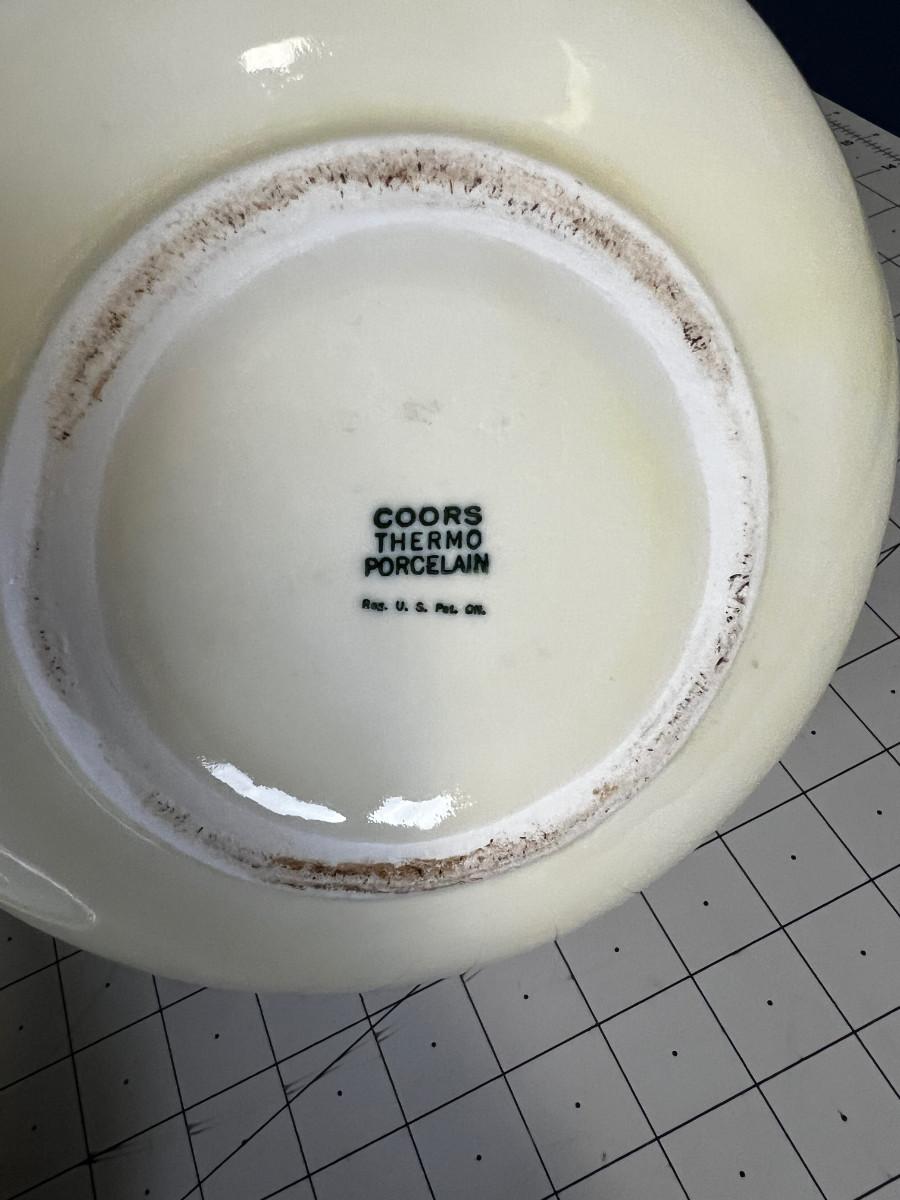 COORS
THERMO
PORCELAIN
Reg. U. S. Pat. Off.